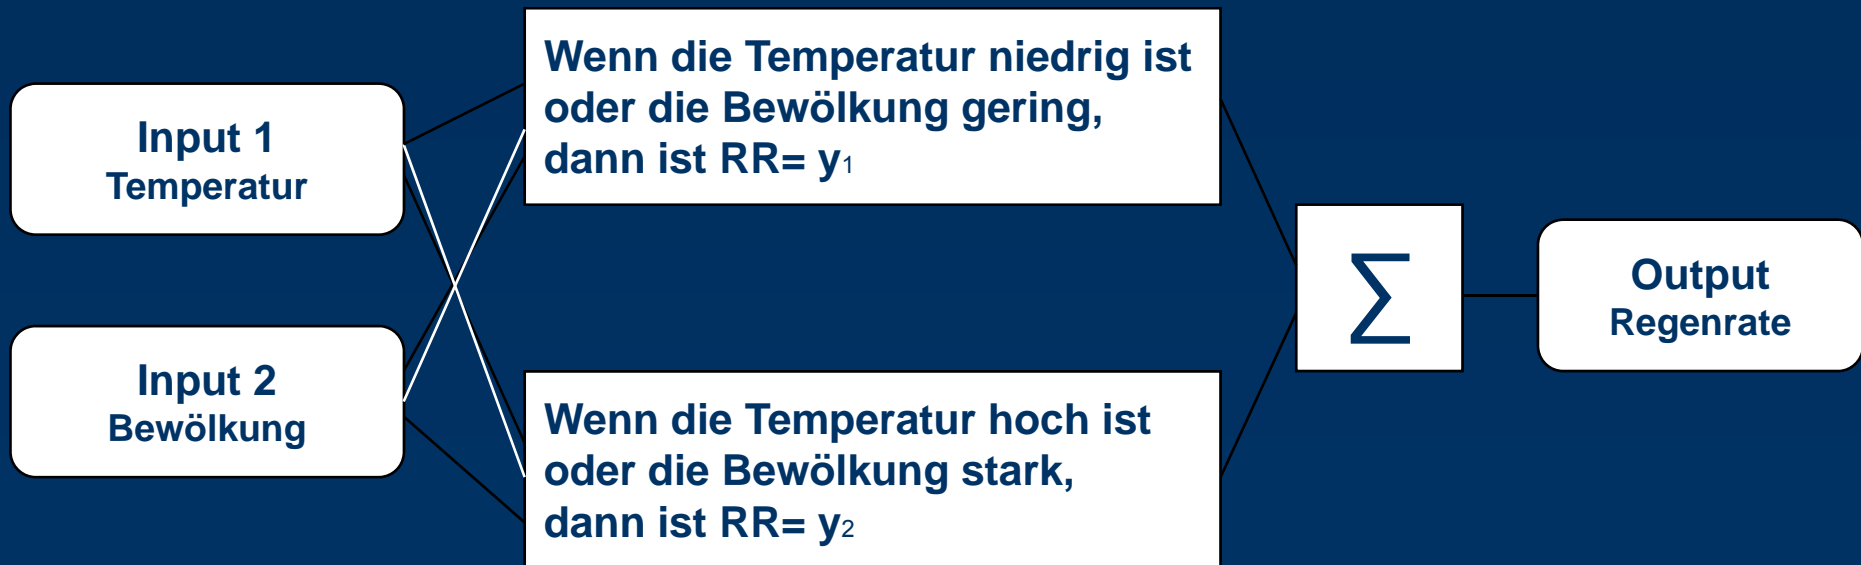 Input 1
Temperatur
Input 2
Bewölkung
Wenn die Temperatur niedrig ist
oder die Bewölkung gering,
dann ist RR= y₁
Wenn die Temperatur hoch ist
oder die Bewölkung stark,
dann ist RR= y₂
∑
Output
Regenrate